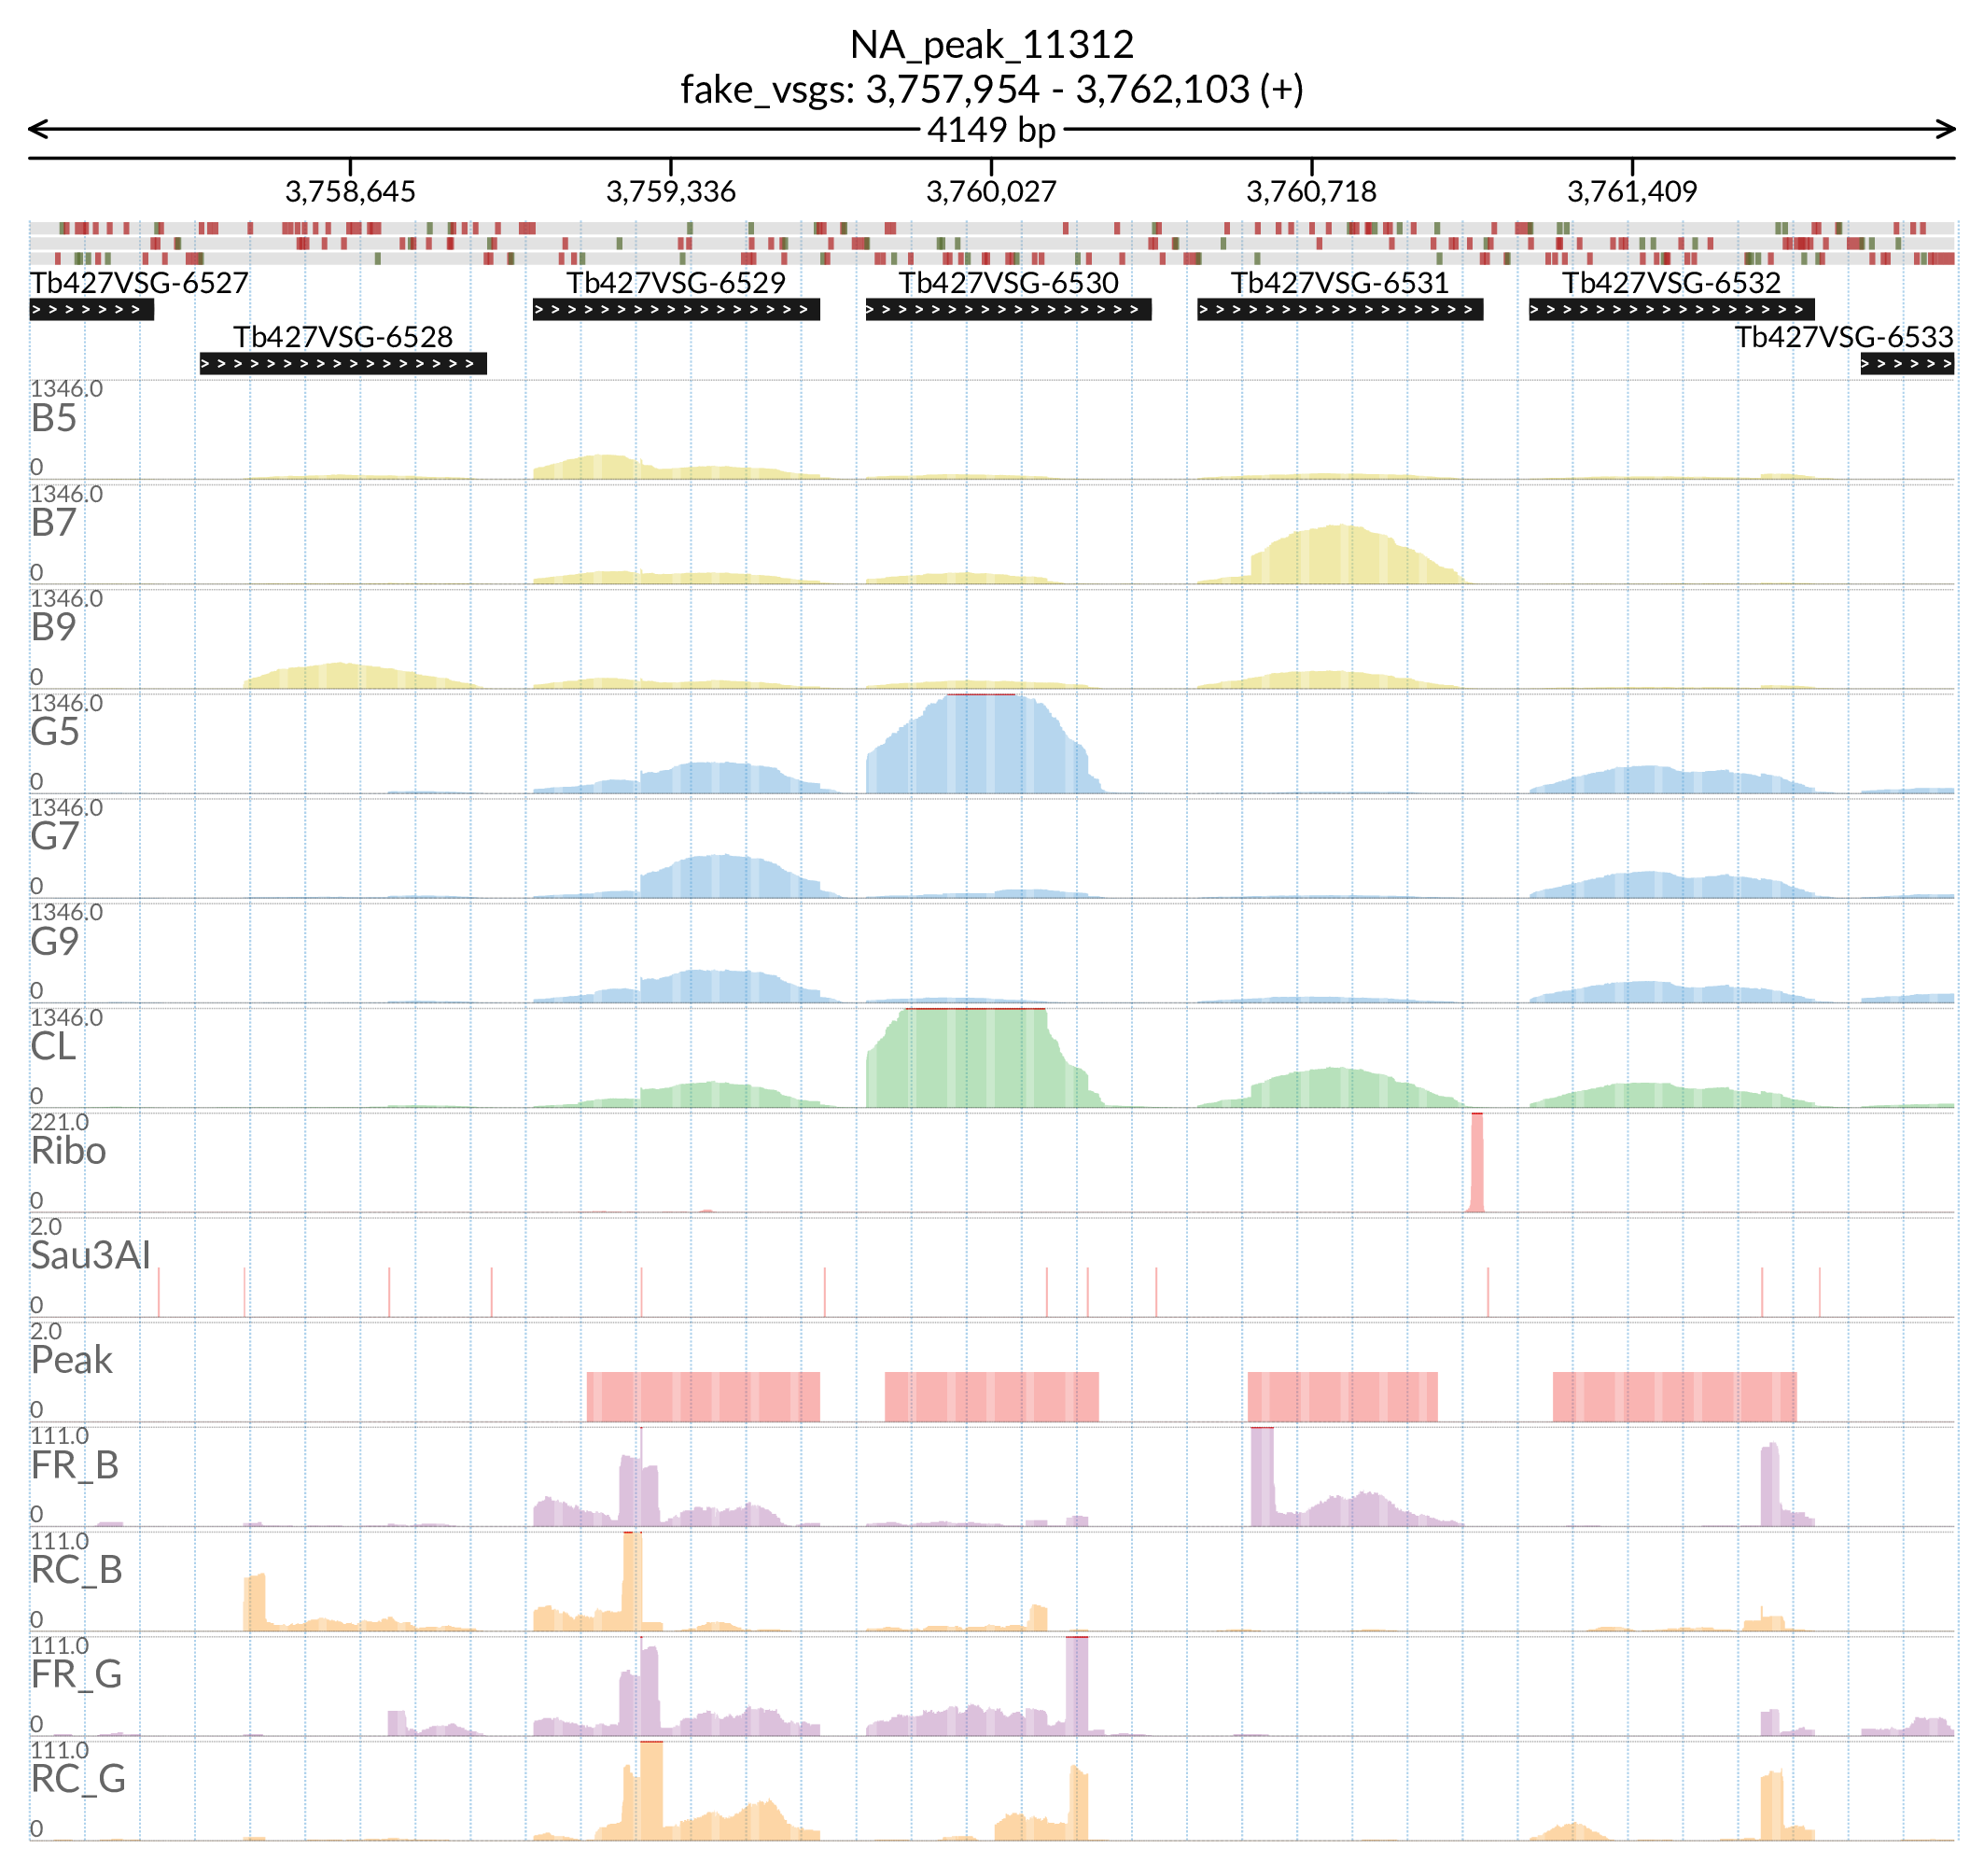 NA_peak_11312
fake_vsgs: 3,757,954 - 3,762,103 (+)
4149 bp
3,758,645 3,759,336 3,760,027 3,760,718 3,761,409
Tb427VSG-6527 Tb427VSG-6529 Tb427VSG-6530 Tb427VSG-6531 Tb427VSG-6532
Tb427VSG-6528 Tb427VSG-6533
1346.0
B5
0
1346.0
B7
0
1346.0
B9
0
1346.0
G5
0
1346.0
G7
0
1346.0
G9
0
1346.0
CL
0
221.0
Ribo
0
2.0
Sau3AI
0
2.0
Peak
0
111.0
FR_B
0
111.0
RC_B
0
111.0
FR_G
0
111.0
RC_G
0